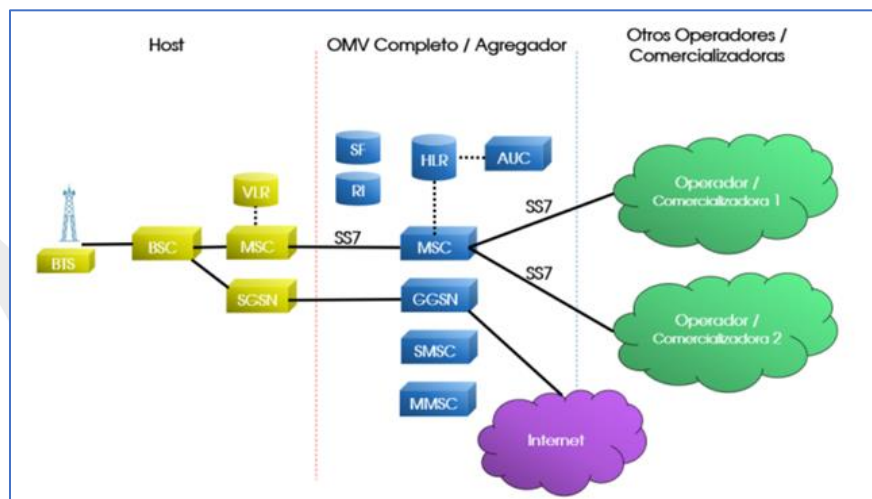 Host
OMV Completo / Agregador
Otros Operadores /
Comercializadoras
SF
RI
HLR
AUC
VLR
BTS
BSC
MSC
SS7
MSC
SS7
SS7
SGSN
GGSN
SMSC
MMSC
Operador /
Comercializadora 1
Operador /
Comercializadora 2
Internet